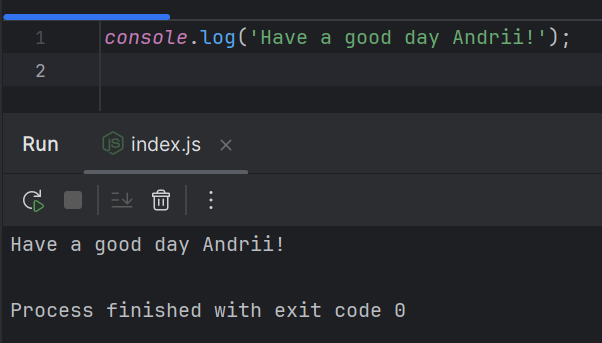 1 console.log('Have a good day Andrii!');
2
Run index.js
Have a good day Andrii!
Process finished with exit code 0